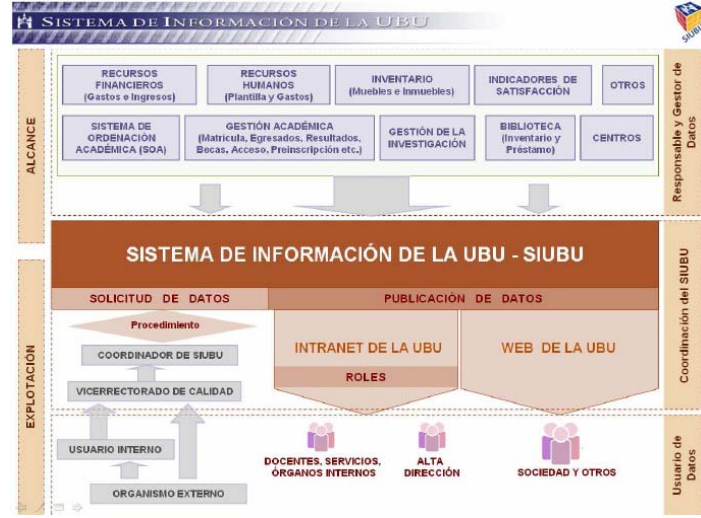 SISTEMA DE INFORMACIÓN DE LA UBU
SIUBU
ALCANCE
RECURSOS
FINANCIEROS
(Gastos e Ingresos)
RECURSOS
HUMANOS
(Plantilla y Gastos)
INVENTARIO
(Muebles e Inmuebles)
INDICADORES DE
SATISFACCIÓN
OTROS
SISTEMA DE
ORDENACIÓN
ACADÉMICA (SOA)
GESTIÓN ACADÉMICA
(Matrícula, Egresados, Resultados,
Becas, Acceso, Preinscripción etc.)
GESTIÓN DE LA
INVESTIGACIÓN
BIBLIOTECA
(Inventario y
Préstamo)
CENTROS
Responsable y Gestor de
Datos
SISTEMA DE INFORMACIÓN DE LA UBU - SIUBU
EXPLOTACIÓN
SOLICITUD DE DATOS
PUBLICACIÓN DE DATOS
Procedimiento
COORDINADOR DE SIUBU
VICERRECTORADO DE CALIDAD
INTRANET DE LA UBU
ROLES
WEB DE LA UBU
Coordinación del SIUBU
USUARIO INTERNO
ORGANISMO EXTERNO
DOCENTES, SERVICIOS,
ÓRGANOS INTERNOS
ALTA
DIRECCIÓN
SOCIEDAD Y OTROS
Usuario de
Datos